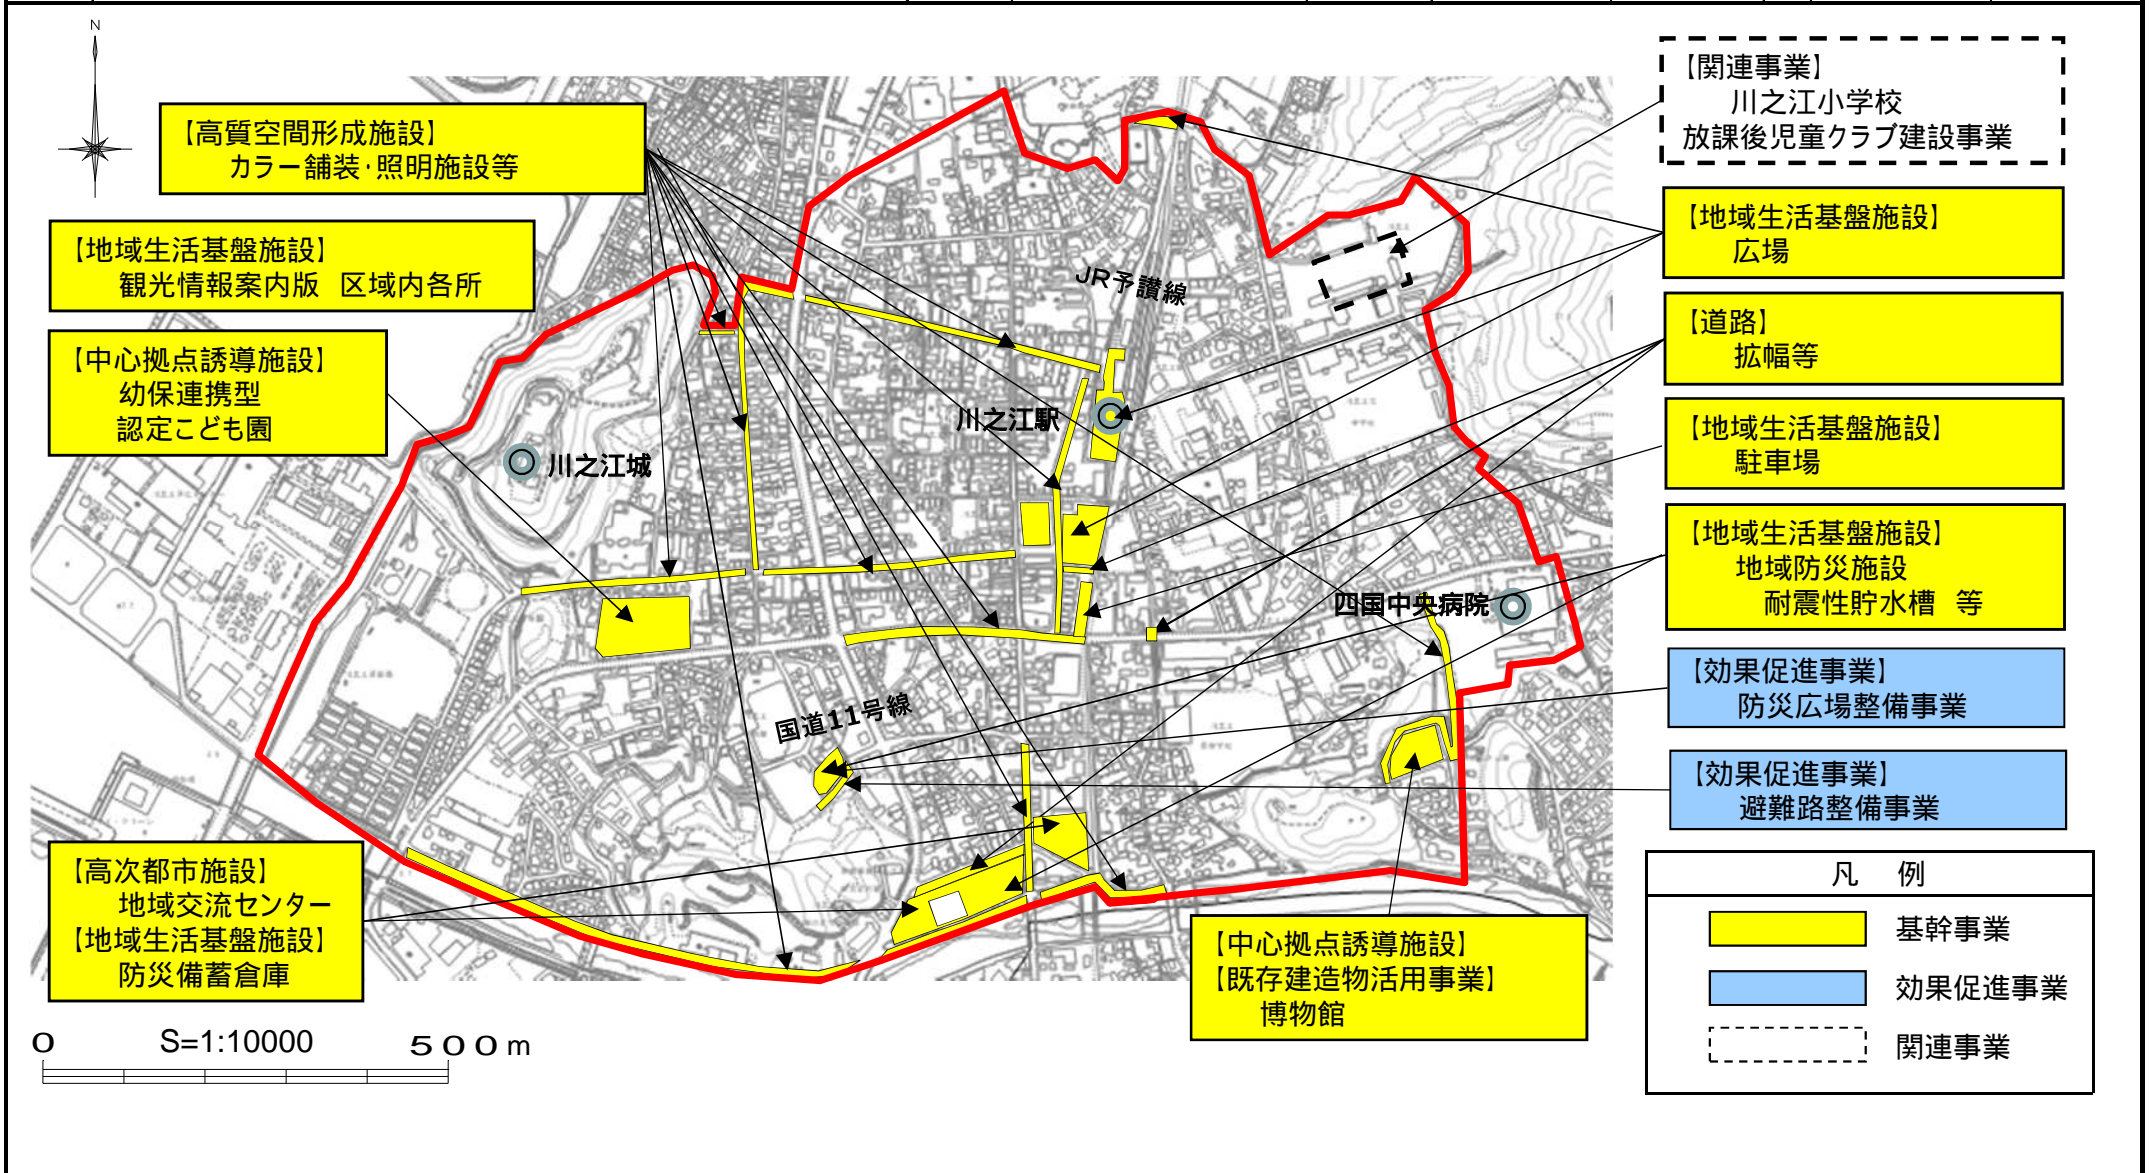 N
【高質空間形成施設】
カラー舗装・照明施設等
【地域生活基盤施設】
観光情報案内版 区域内各所
【中心拠点誘導施設】
幼保連携型
認定こども園
【関連事業】
川之江小学校
放課後児童クラブ建設事業
【地域生活基盤施設】
広場
【道路】
拡幅等
【地域生活基盤施設】
駐車場
【地域生活基盤施設】
地域防災施設
耐震性貯水槽 等
【効果促進事業】
防災広場整備事業
【効果促進事業】
避難路整備事業
JR予讃線
川之江駅
川之江城
四国中央病院
国道11号線
【高次都市施設】
地域交流センター
【地域生活基盤施設】
防災備蓄倉庫
【中心拠点誘導施設】
【既存建造物活用事業】
博物館
0 S=1:10000 500m
凡 例
基幹事業
効果促進事業
関連事業